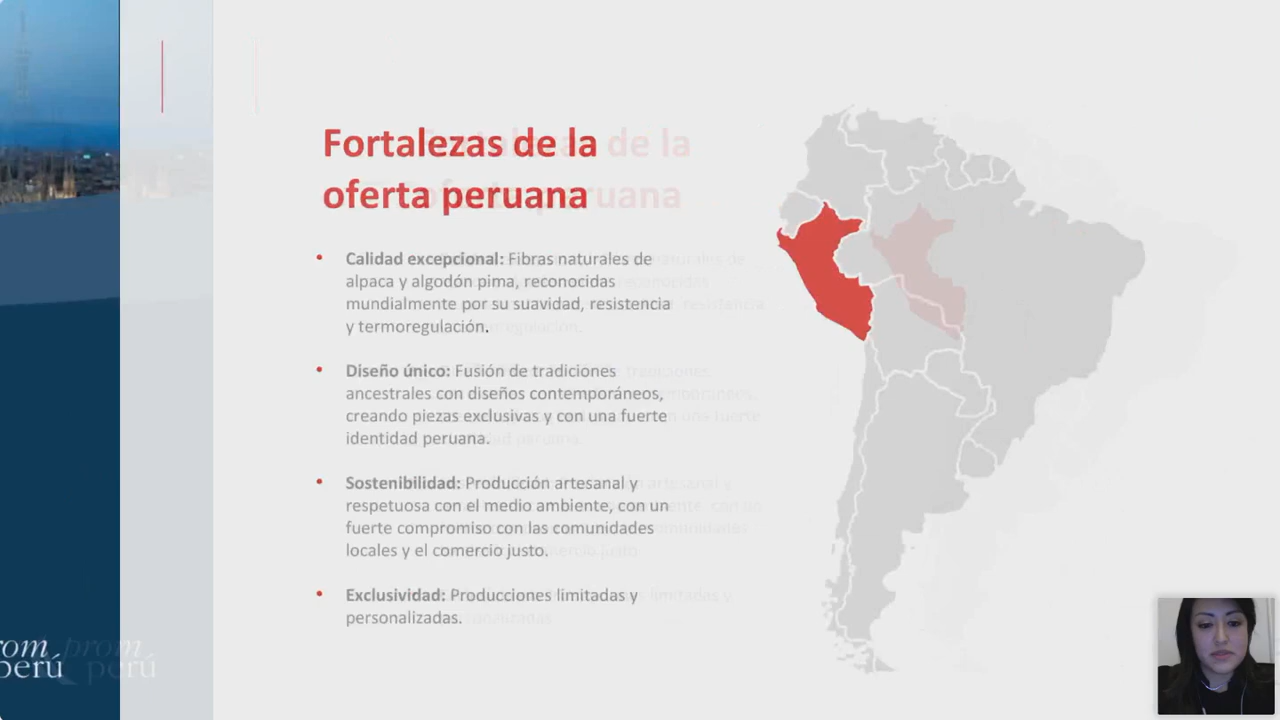 Fortalezas de la
oferta peruana
• Calidad excepcional: Fibras naturales de
alpaca y algodón pima, reconocidas
mundialmente por su suavidad, resistencia
y termoregulación.
• Diseño único: Fusión de tradiciones
ancestrales con diseños contemporáneos,
creando piezas exclusivas y con una fuerte
identidad peruana.
• Sostenibilidad: Producción artesanal y
respetuosa con el medio ambiente, con un
fuerte compromiso con las comunidades
locales y el comercio justo.
• Exclusividad: Producciones limitadas y
personalizadas.
prom
perú